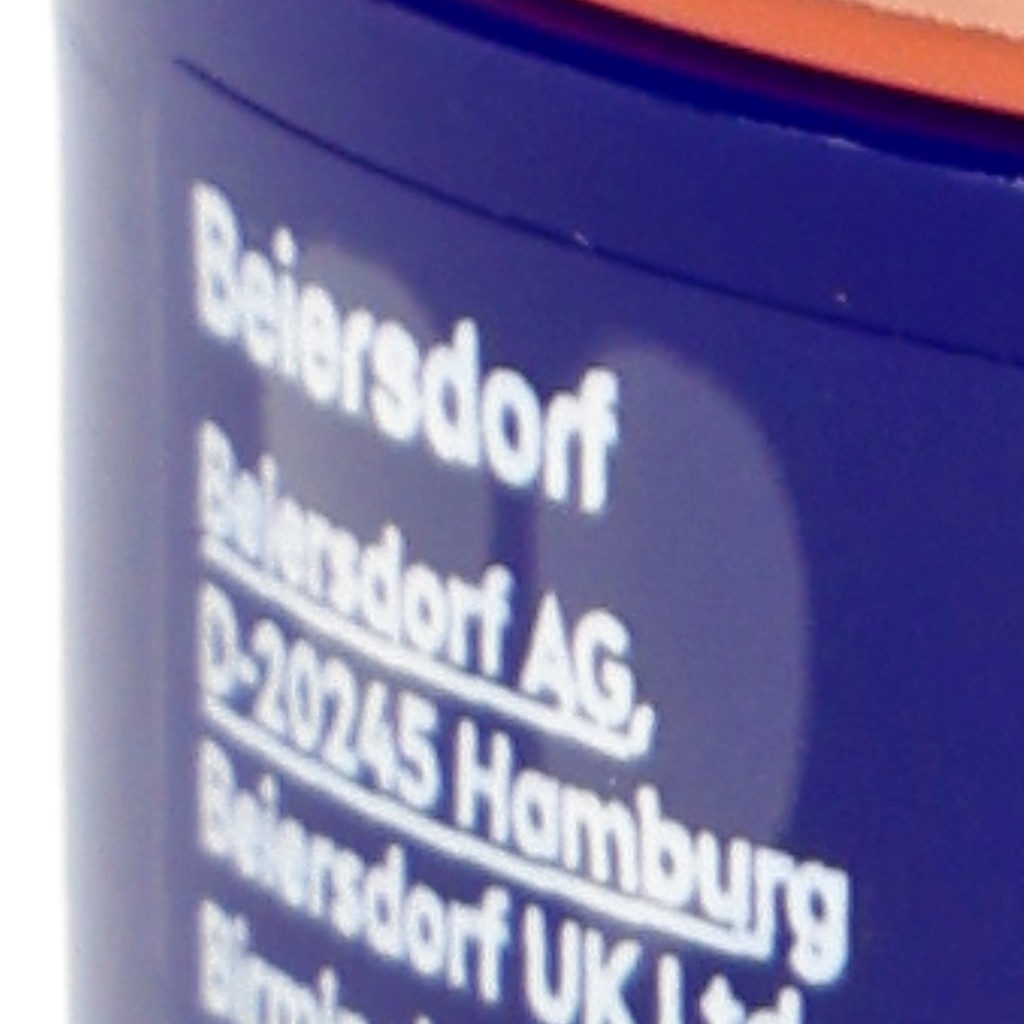 Beiersdorf
Beiersdorf AG,
D-20245 Hamburg
Beiersdorf UK Ltd